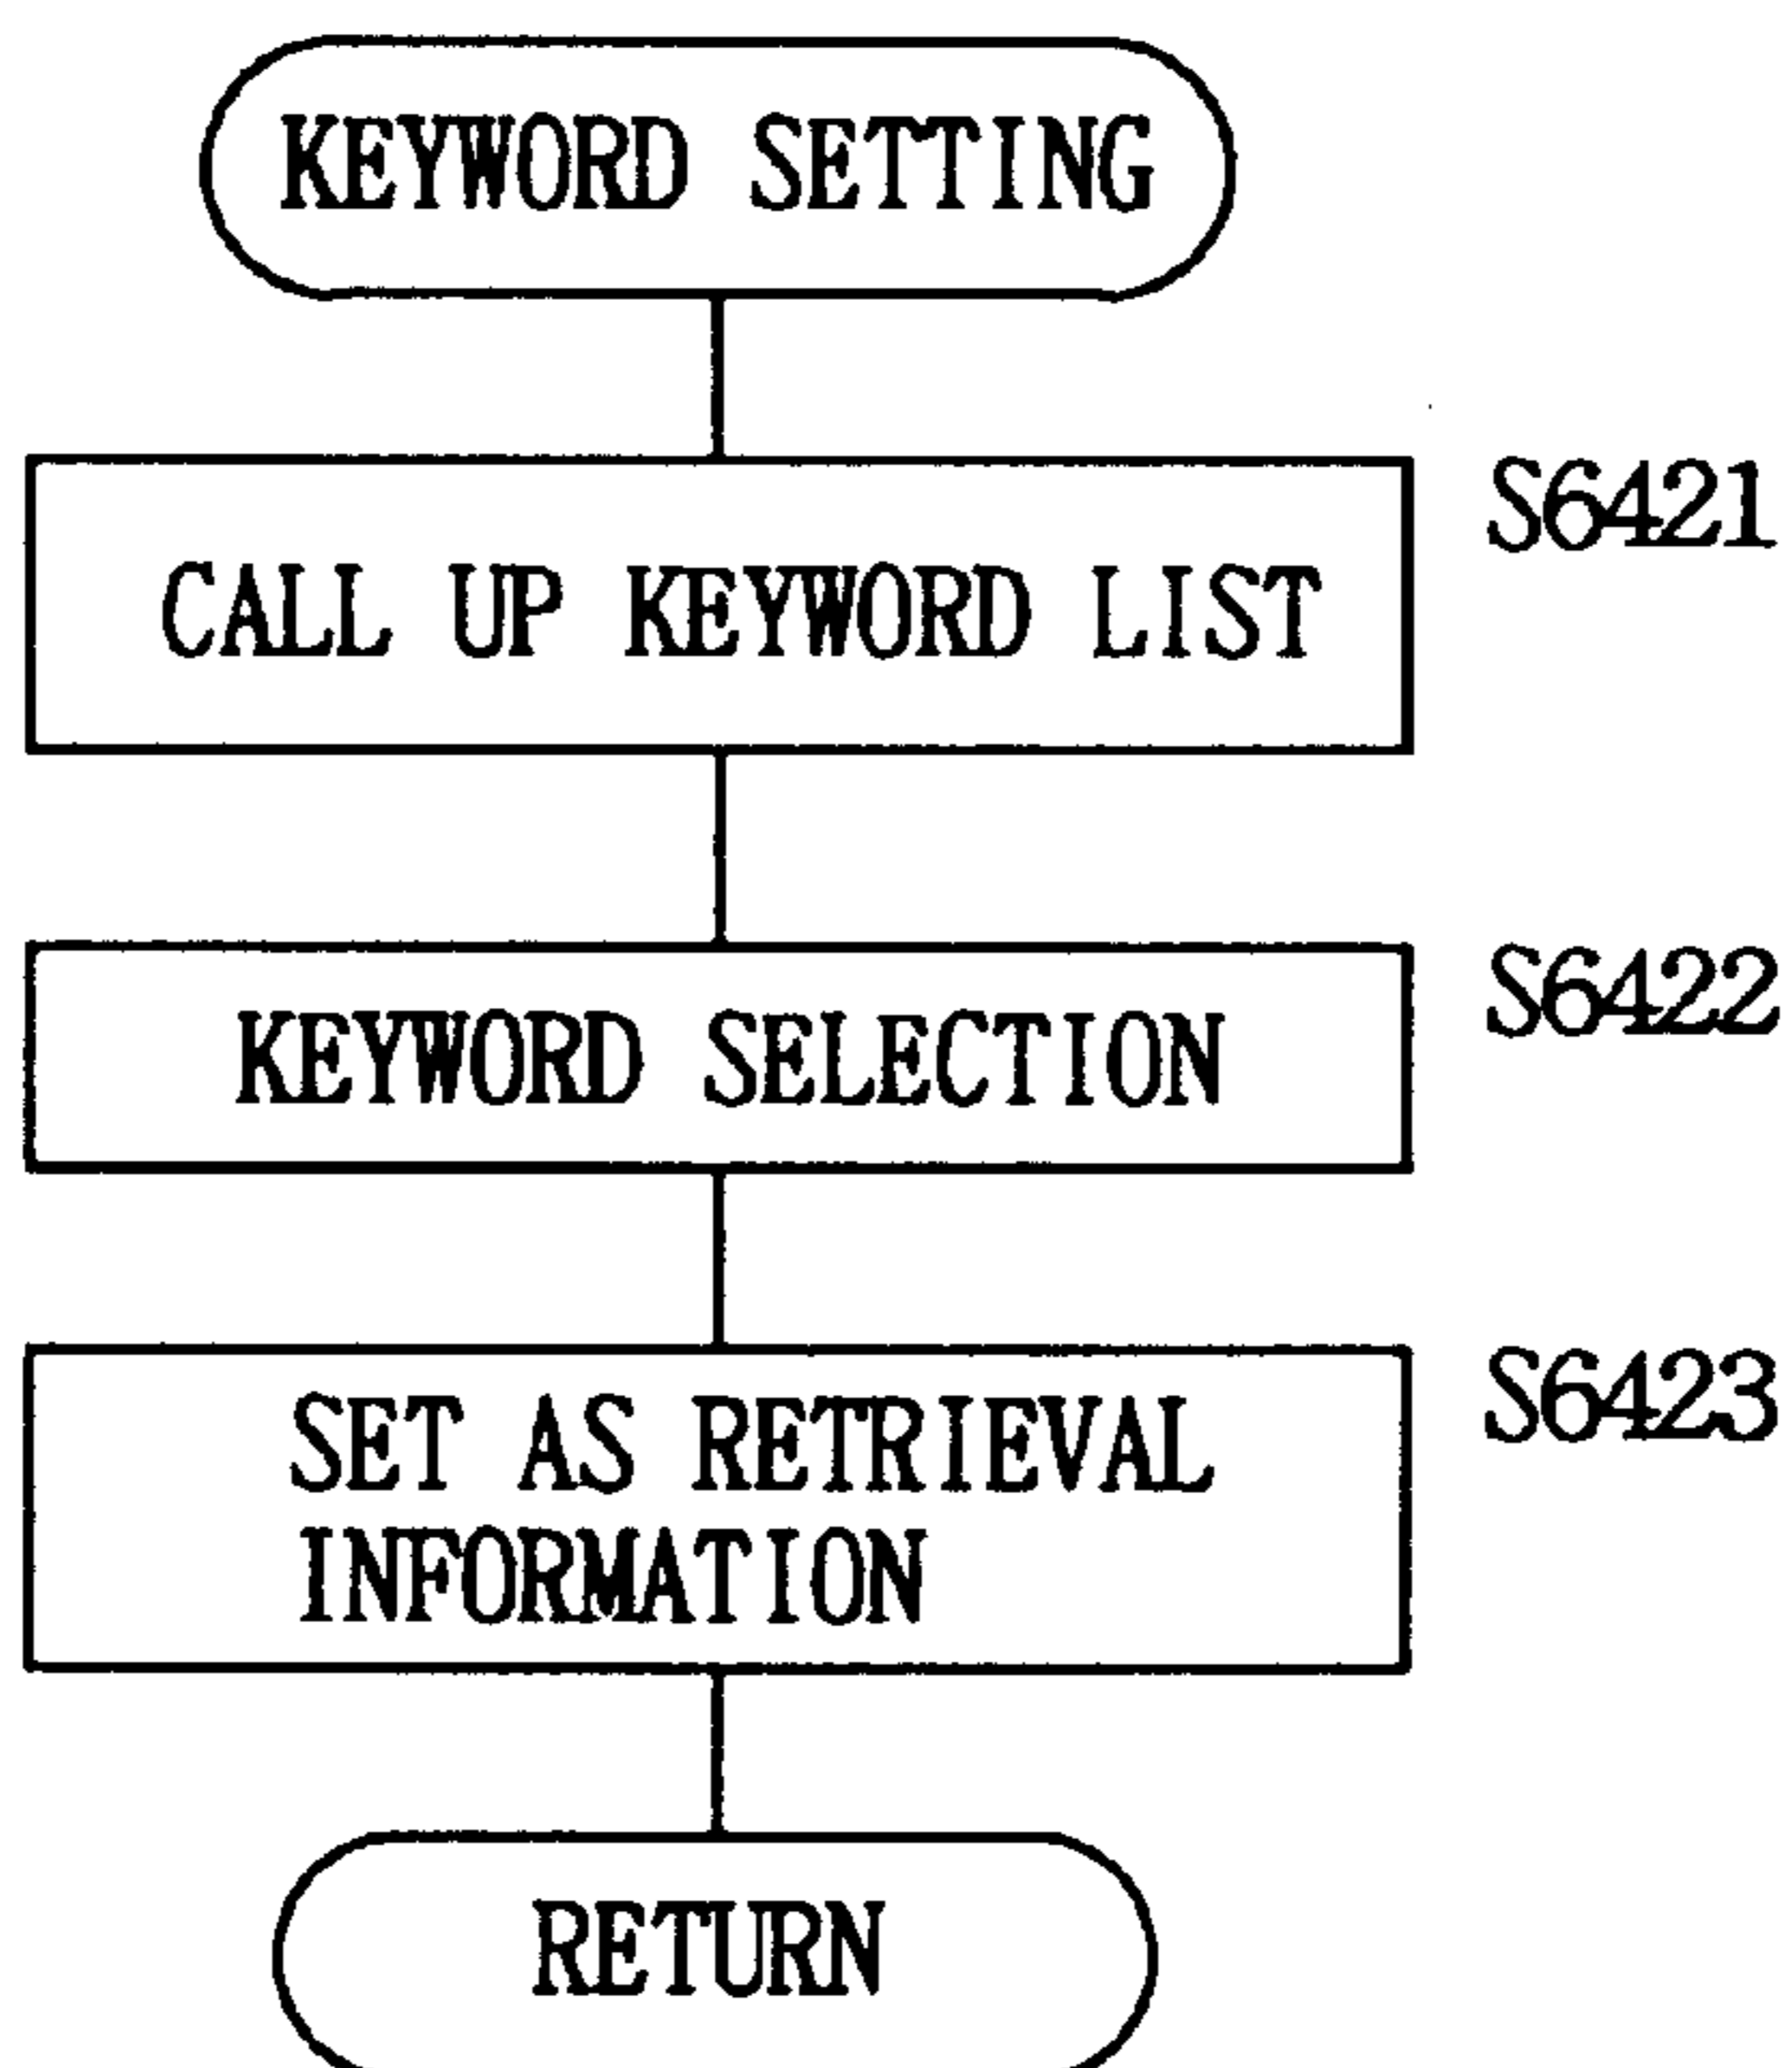 KEYWORD SETTING
S6421
CALL UP KEYWORD LIST
S6422
KEYWORD SELECTION
S6423
SET AS RETRIEVAL
INFORMATION
RETURN